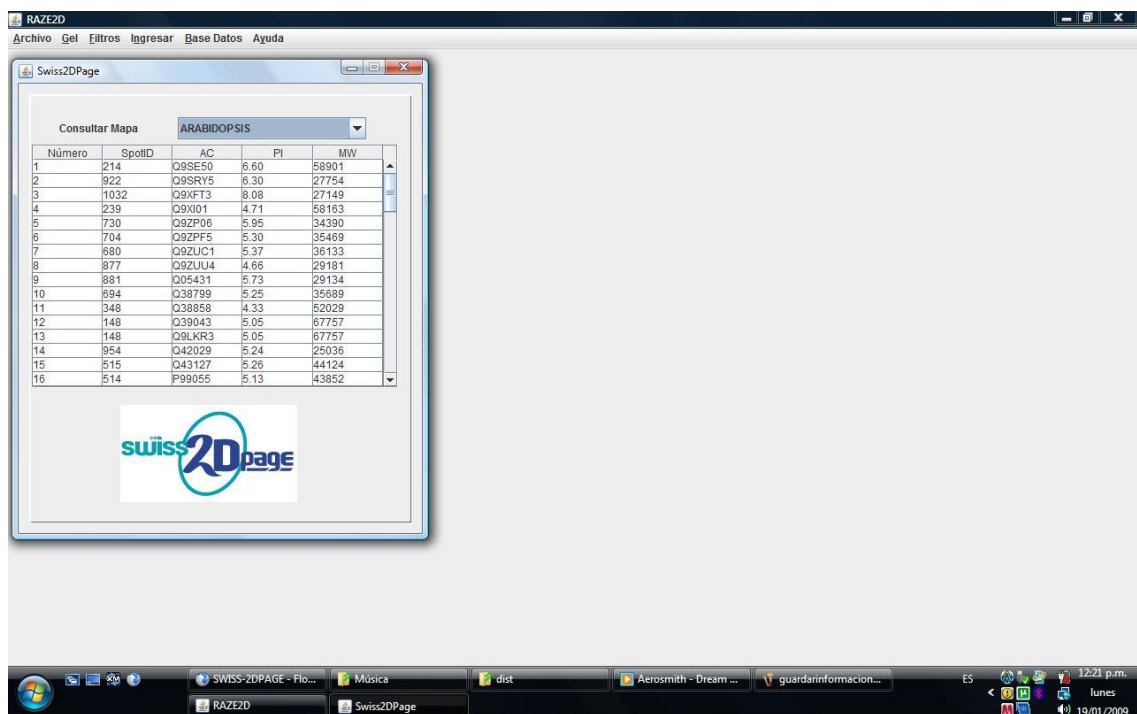 RAZE2D
Archivo Gel Filtros Ingresar Base Datos Ayuda
Swiss2DPage
Consultar Mapa ARABIDOPSIS
Número SpotID AC PI MW
1 214 Q9SE50 6.60 58901
2 922 Q9SRY5 6.30 27754
3 1032 Q9XFT3 8.08 27149
4 239 Q9XI01 4.71 58163
5 730 Q9ZP06 5.95 34390
6 704 Q9ZPF5 5.30 35469
7 680 Q9ZUC1 5.37 36133
8 877 Q9ZUU4 4.66 29181
9 881 Q05431 5.73 29134
10 694 Q38799 5.25 35689
11 348 Q38858 4.33 52029
12 148 Q39043 5.05 67757
13 148 Q9LKR3 5.05 67757
14 954 Q42029 5.24 25036
15 515 Q43127 5.26 44124
16 514 P99055 5.13 43852
swiss2Dpage
SWISS-2DPAGE - Flo... Música dist Aerosmith - Dream ... guardarinformacion... ES 12:21 p.m.
RAZE2D Swiss2DPage lunes
19/01/2009